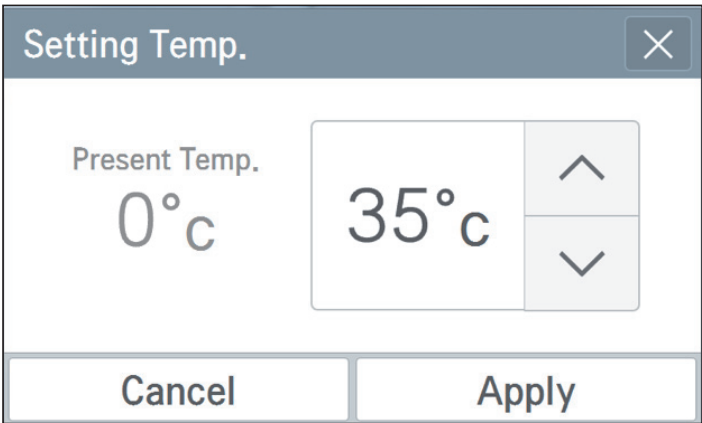 Setting Temp.
Present Temp.
0°c
35°c
Cancel
Apply